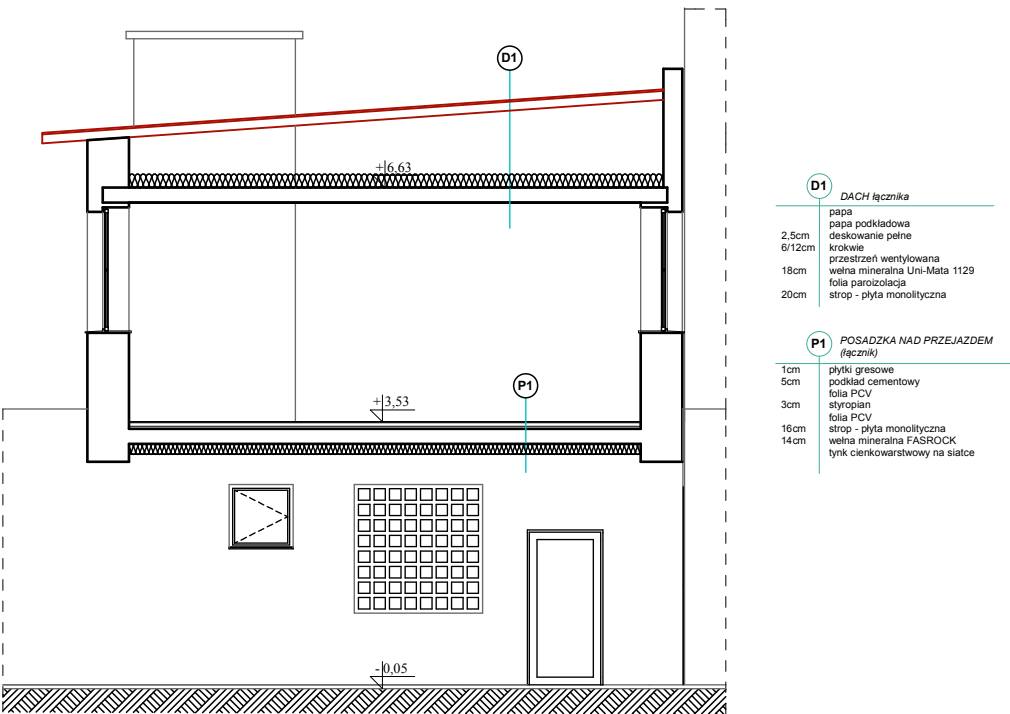 D1
+6,63
+3,53
P1
-0,05
D1 DACH łącznika
papa
papa podkładowa
2,5cm deskowanie pełne
6/12cm krokwie
przestrzeń wentylowana
18cm wełna mineralna Uni-Mata 1129
folia paroizolacja
20cm strop - płyta monolityczna
P1 POSADZKA NAD PRZEJAZDEM
(łącznik)
1cm płytki gresowe
5cm podkład cementowy
folia PCV
3cm styropian
folia PCV
16cm strop - płyta monolityczna
14cm wełna mineralna FASROCK
tynk cienkowarstwowy na siatce